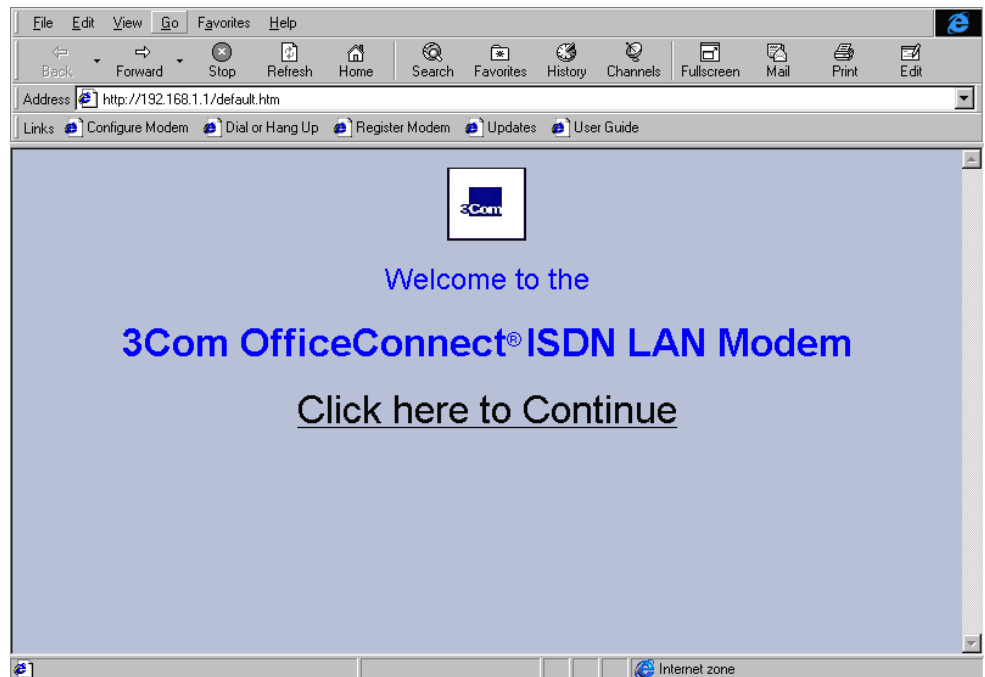 File Edit View Go Favorites Help
Back Forward Stop Refresh Home Search Favorites History Channels Fullscreen Mail Print Edit
Address http://192.168.1.1/default.htm
Links Configure Modem Dial or Hang Up Register Modem Updates User Guide
3Com
Welcome to the
3Com OfficeConnect® ISDN LAN Modem
Click here to Continue
Internet zone